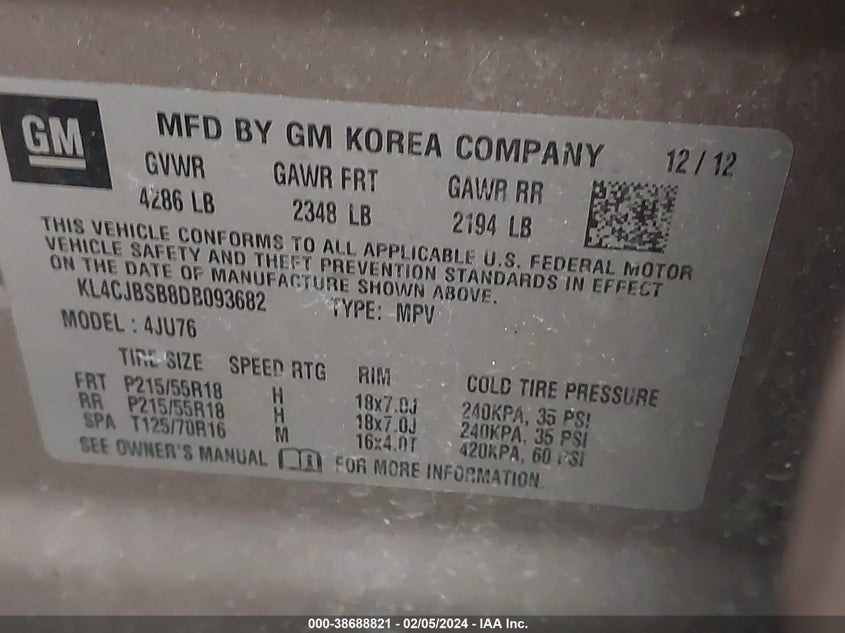 GM
MFD BY GM KOREA COMPANY 12 / 12
GVWR GAWR FRT GAWR RR
4286 LB 2348 LB 2194 LB
THIS VEHICLE CONFORMS TO ALL APPLICABLE U.S. FEDERAL MOTOR
VEHICLE SAFETY AND THEFT PREVENTION STANDARDS IN EFFECT
ON THE DATE OF MANUFACTURE SHOWN ABOVE.
KL4CJBSB8DB093682 TYPE: MPV
MODEL : 4JU76
TIRE SIZE SPEED RTG RIM COLD TIRE PRESSURE
FRT P215/55R18 H 18x7.0J 240KPA, 35 PSI
RR P215/55R18 H 18x7.0J 240KPA, 35 PSI
SPA T125/70R16 M 16x4.0T 420KPA, 60 PSI
SEE OWNER'S MANUAL FOR MORE INFORMATION
000-38688821 - 02/05/2024 - IAA Inc.